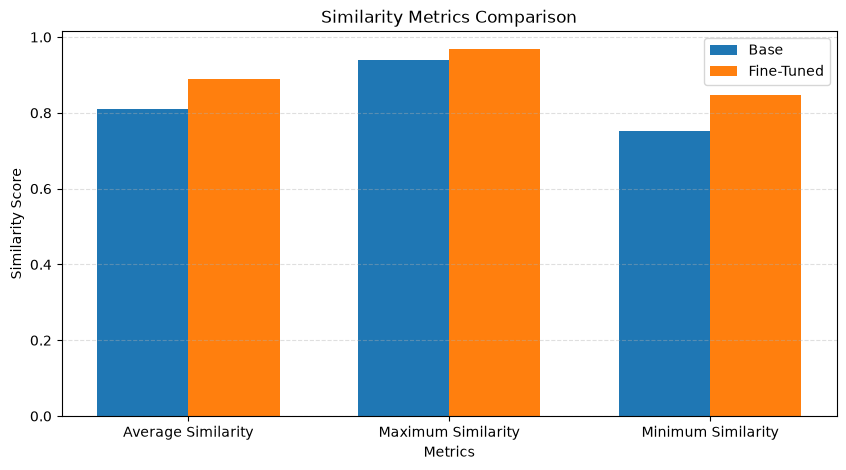 Similarity Metrics Comparison
Base
Fine-Tuned
Similarity Score
1.0
0.8
0.6
0.4
0.2
0.0
Average Similarity
Maximum Similarity
Minimum Similarity
Metrics